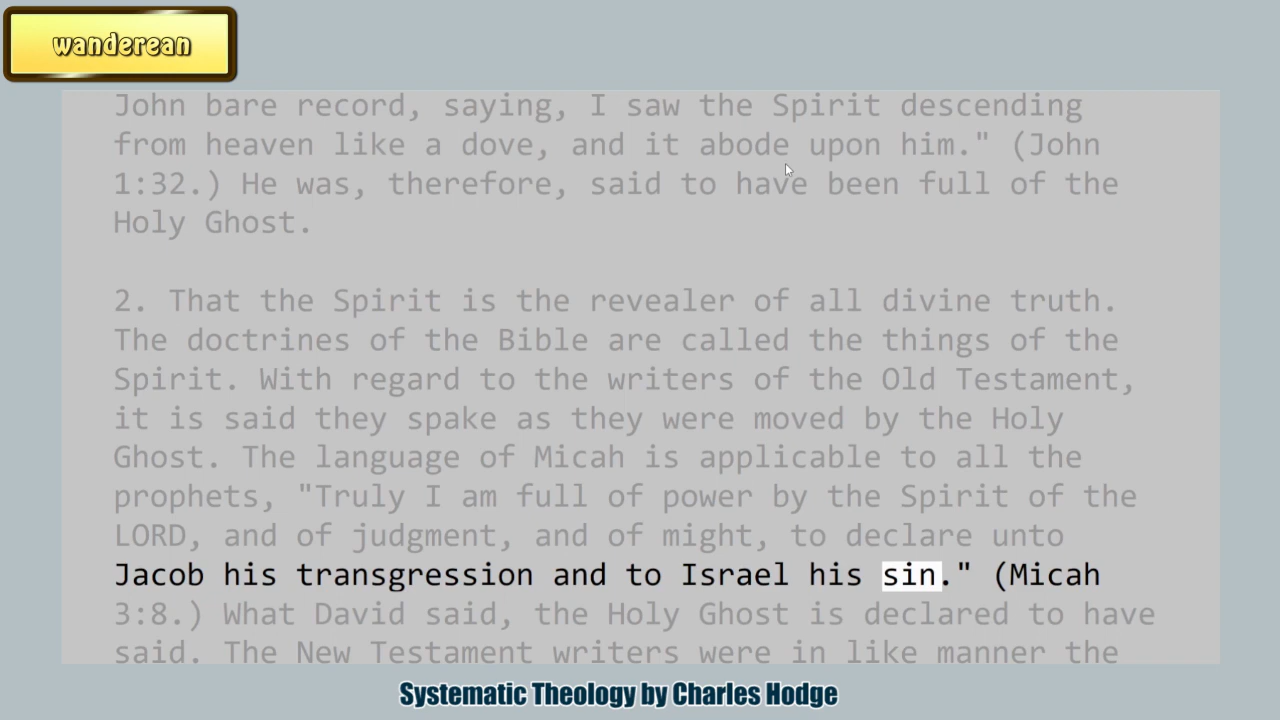 wanderean
John bare record, saying, I saw the Spirit descending
from heaven like a dove, and it abode upon him." (John
1:32.) He was, therefore, said to have been full of the
Holy Ghost.
2. That the Spirit is the revealer of all divine truth.
The doctrines of the Bible are called the things of the
Spirit. With regard to the writers of the Old Testament,
it is said they spake as they were moved by the Holy
Ghost. The language of Micah is applicable to all the
prophets, "Truly I am full of power by the Spirit of the
LORD, and of judgment, and of might, to declare unto
Jacob his transgression and to Israel his sin." (Micah
3:8.) What David said, the Holy Ghost is declared to have
said. The New Testament writers were in like manner the
Systematic Theology by Charles Hodge